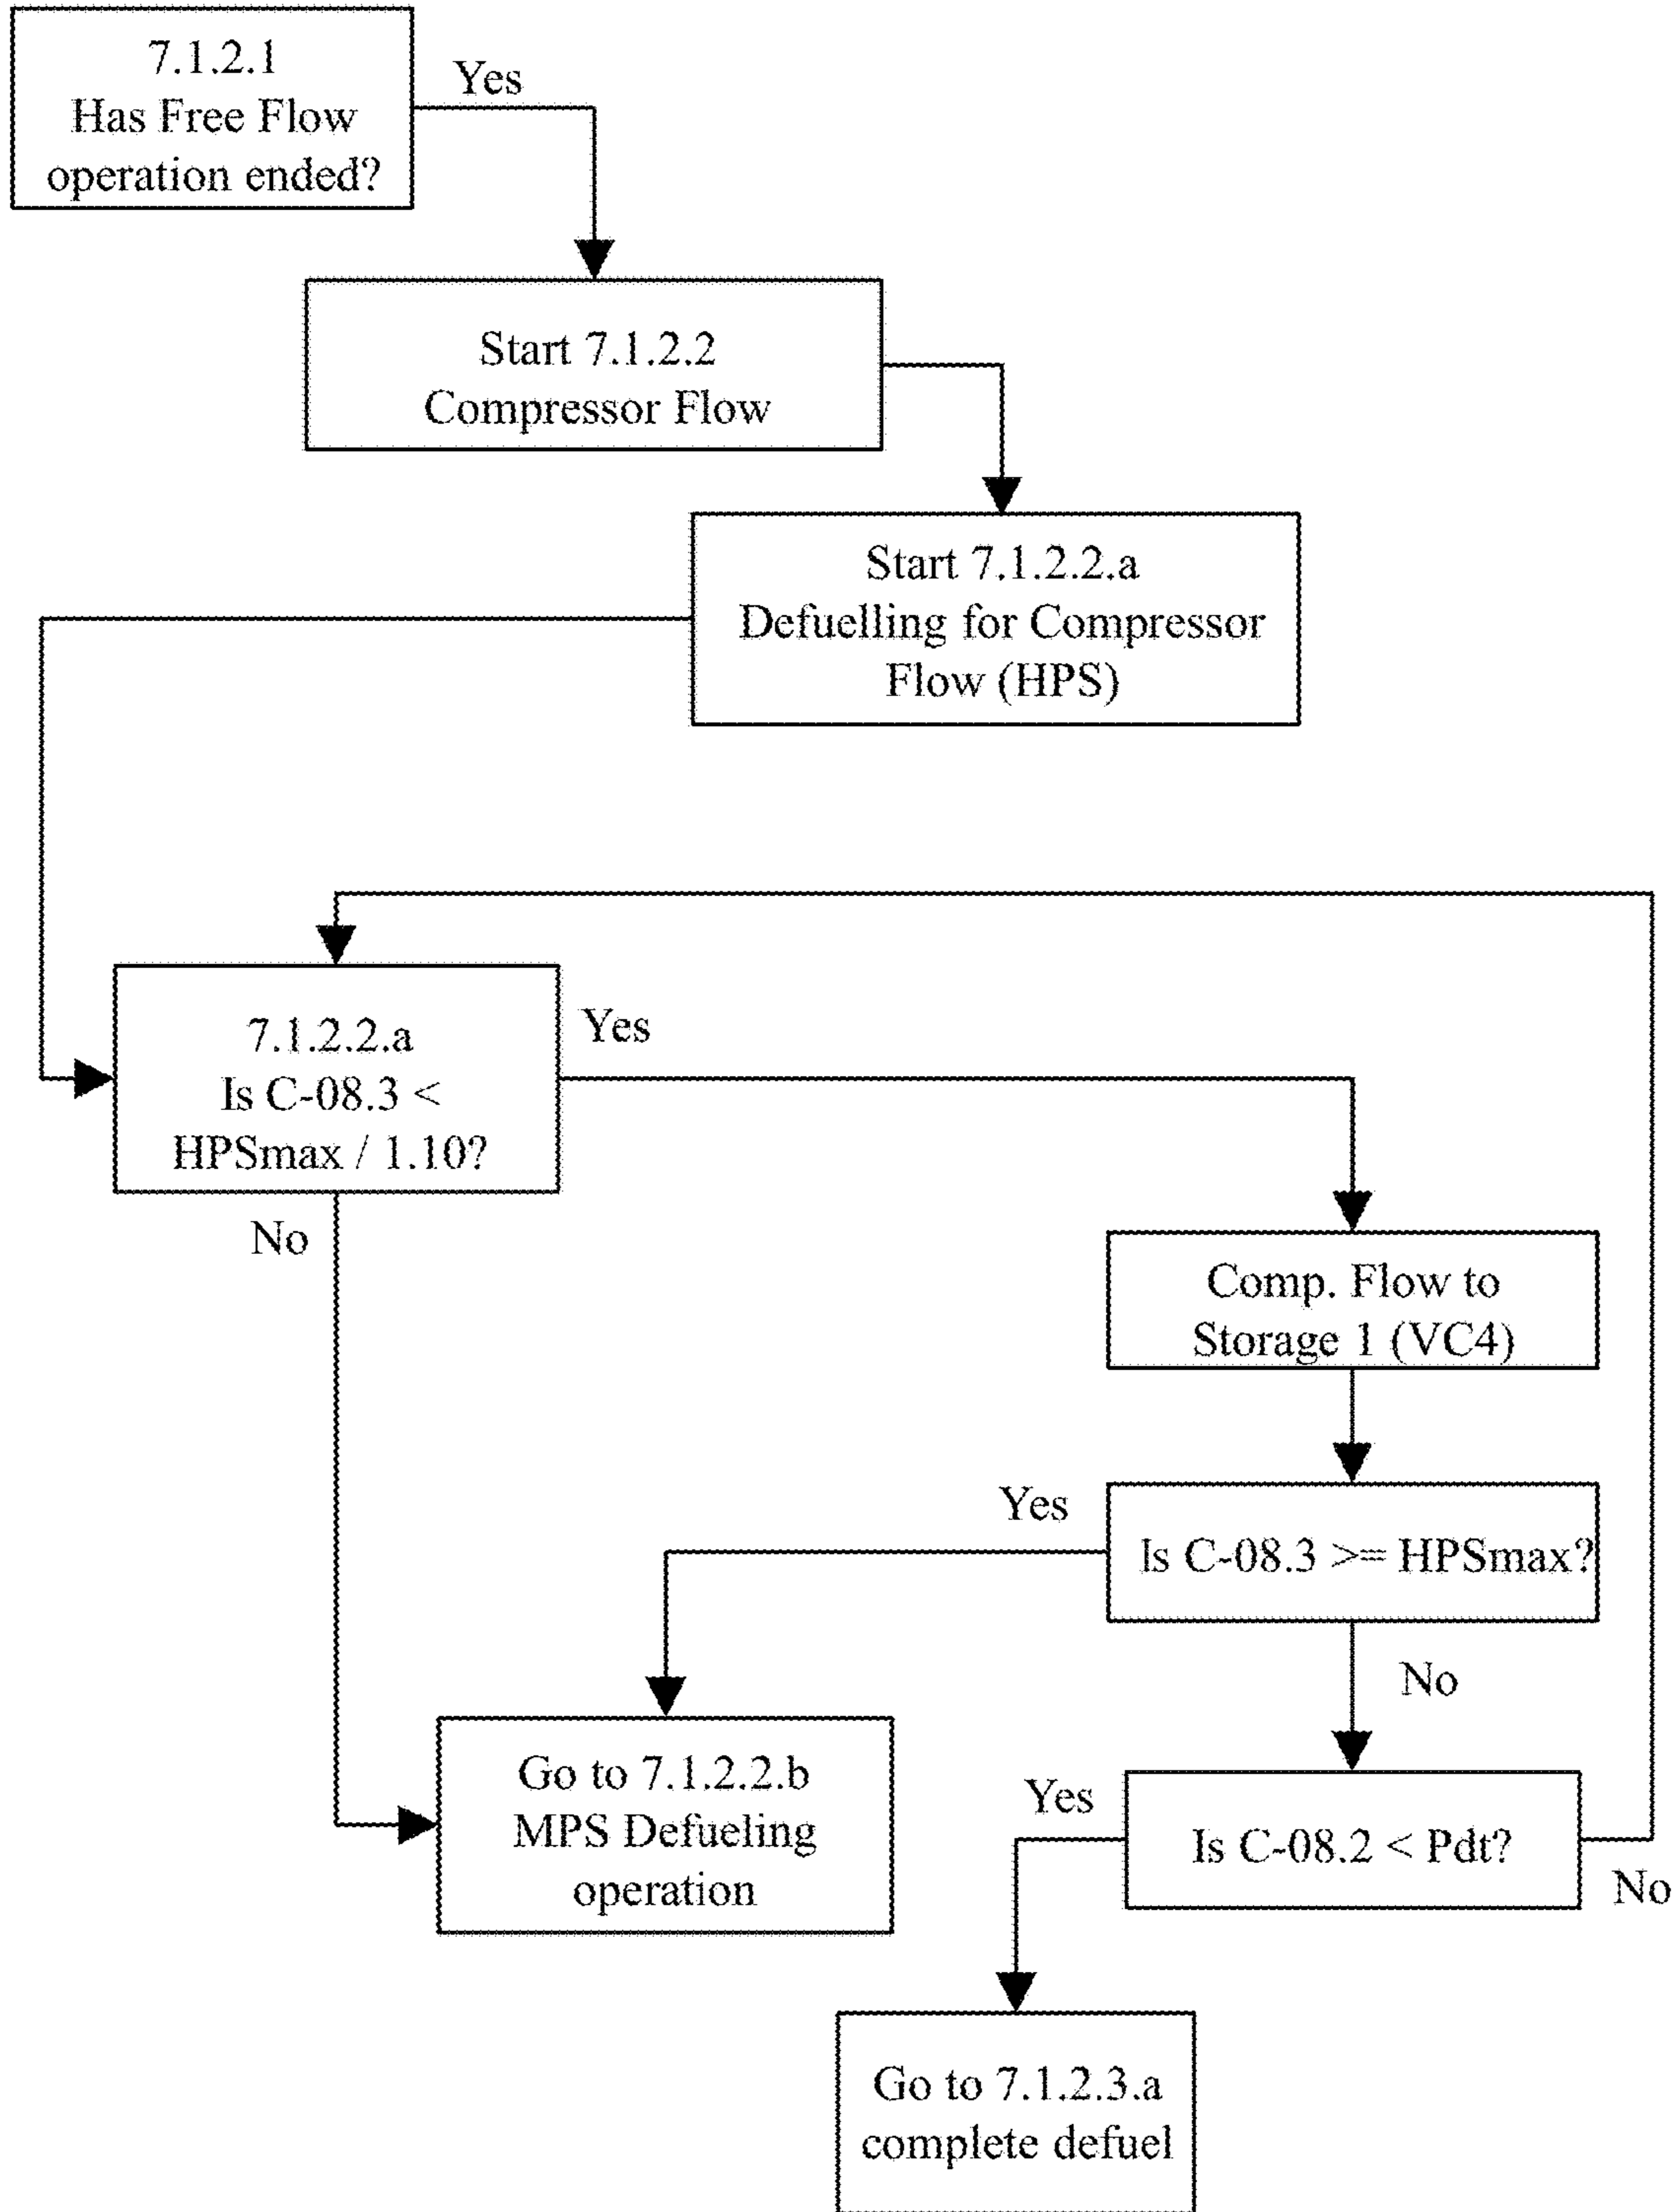 7.1.2.1
Has Free Flow
operation ended?
Yes
Start 7.1.2.2
Compressor Flow
Start 7.1.2.2.a
Defuelling for Compressor
Flow (HPS)
7.1.2.2.a
Is C-08.3 <
HPSmax / 1.10?
Yes
No
Comp. Flow to
Storage 1 (VC4)
Yes
Is C-08.3 >= HPSmax?
No
Go to 7.1.2.2.b
MPS Defueling
operation
Yes
Is C-08.2 < Pdt?
No
Go to 7.1.2.3.a
complete defuel